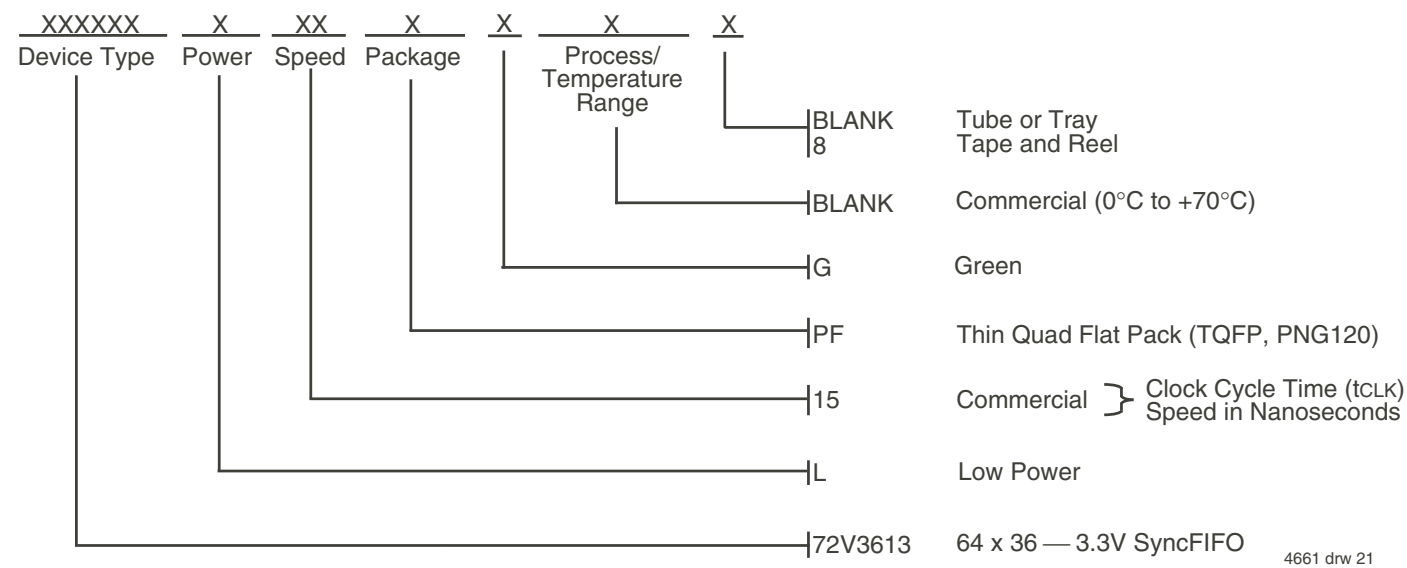 XXXXXX X XX X X X X
Device Type Power Speed Package Process/
Temperature
Range
BLANK Tube or Tray
8 Tape and Reel
BLANK Commercial (0°C to +70°C)
G Green
PF Thin Quad Flat Pack (TQFP, PNG120)
15 Commercial Clock Cycle Time (tCLK)
Speed in Nanoseconds
L Low Power
72V3613 64 x 36 — 3.3V SyncFIFO
4661 drw 21